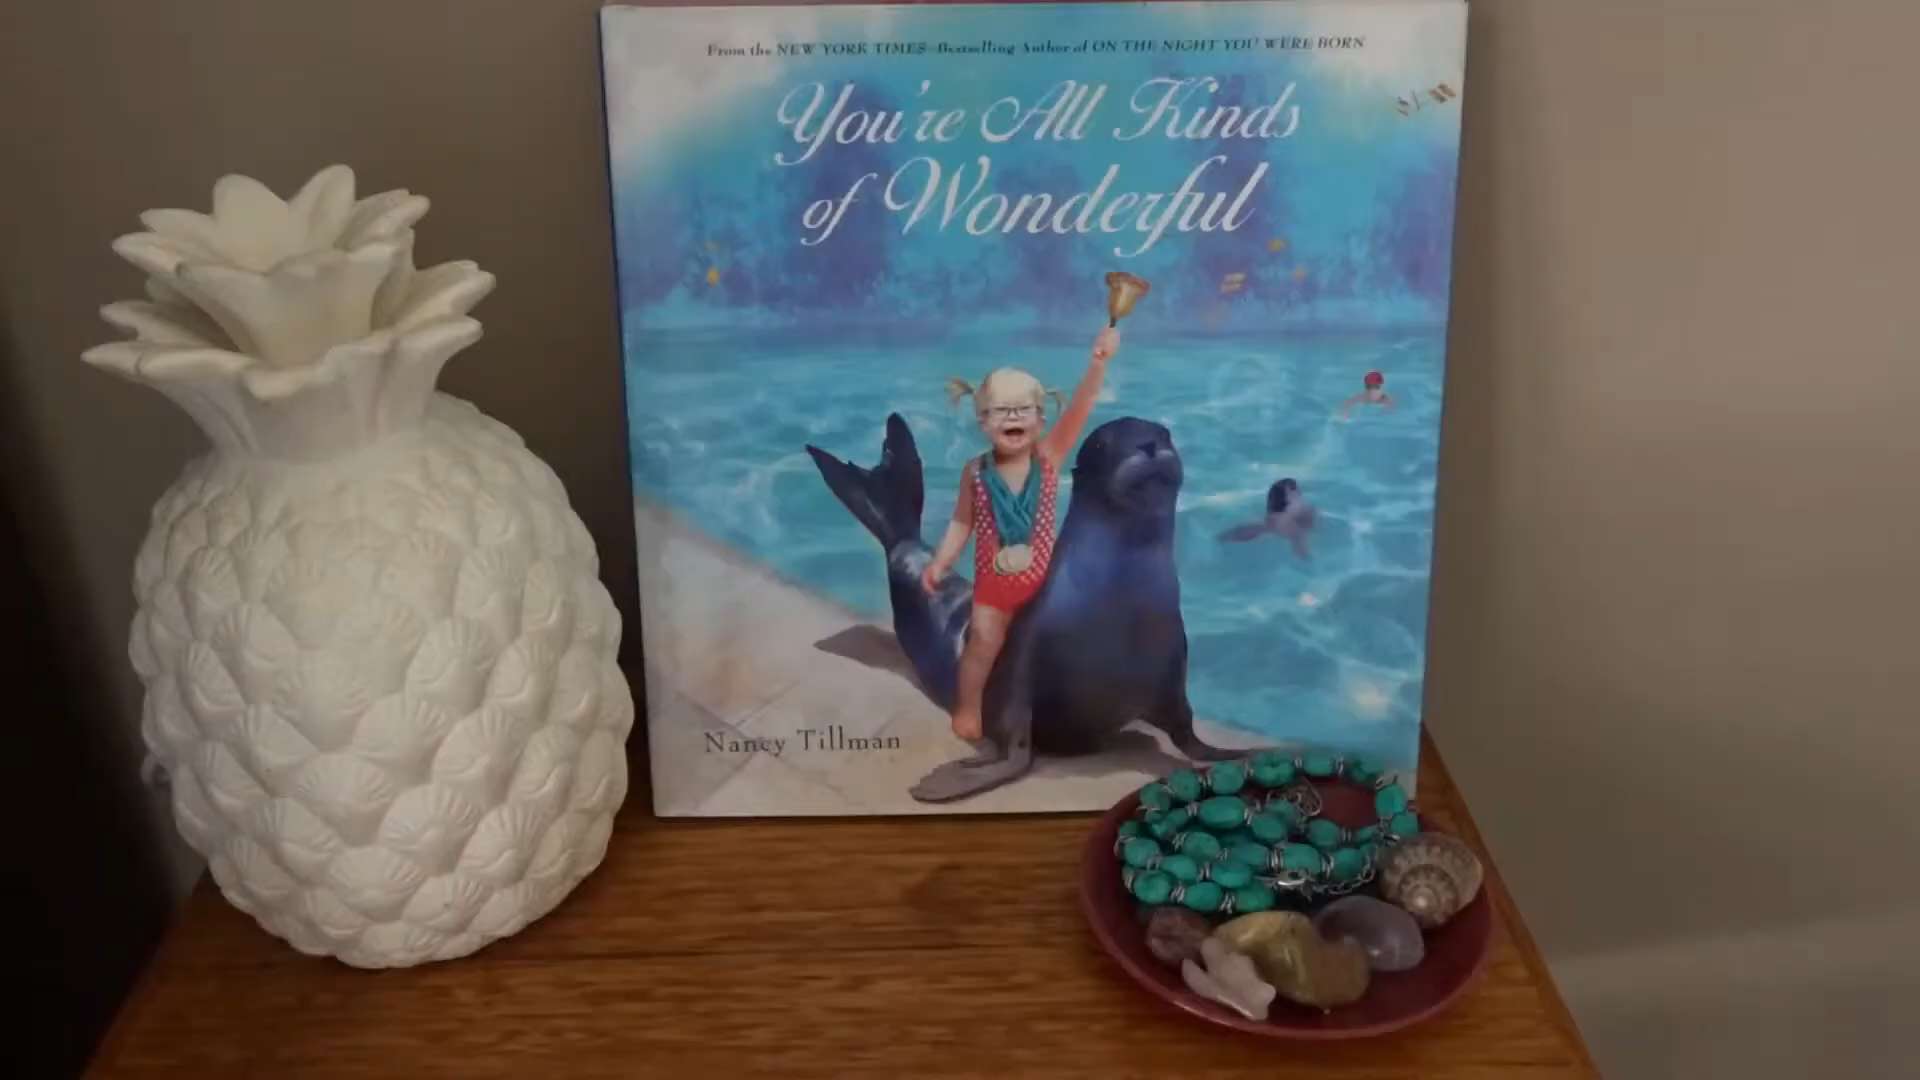 From the NEW YORK TIMES-Bestselling Author of ON THE NIGHT YOU WERE BORN
You're All Kinds
of Wonderful
Nancy Tillman